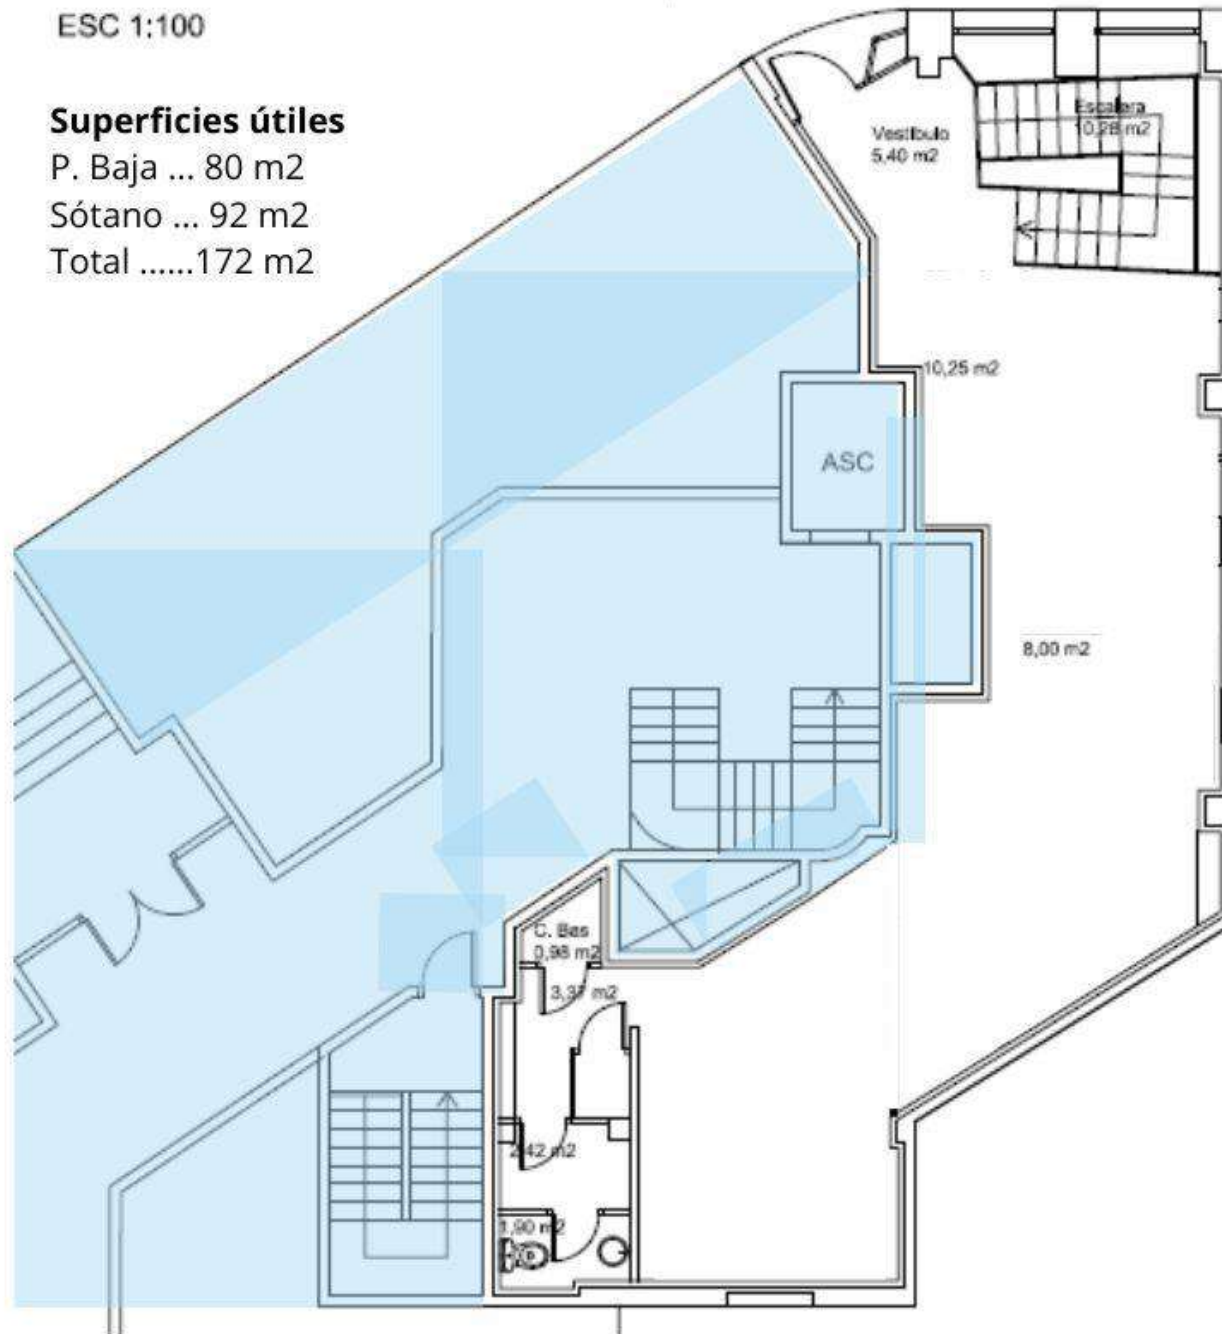 ESC 1:100
Superficies útiles
P. Baja ... 80 m2
Sótano ... 92 m2
Total ......172 m2
Vestíbulo
5,40 m2
Escalera
10,28 m2
10,25 m2
ASC
8,00 m2
C. Bas
0,98 m2
3,37 m2
2,42 m2
1,90 m2